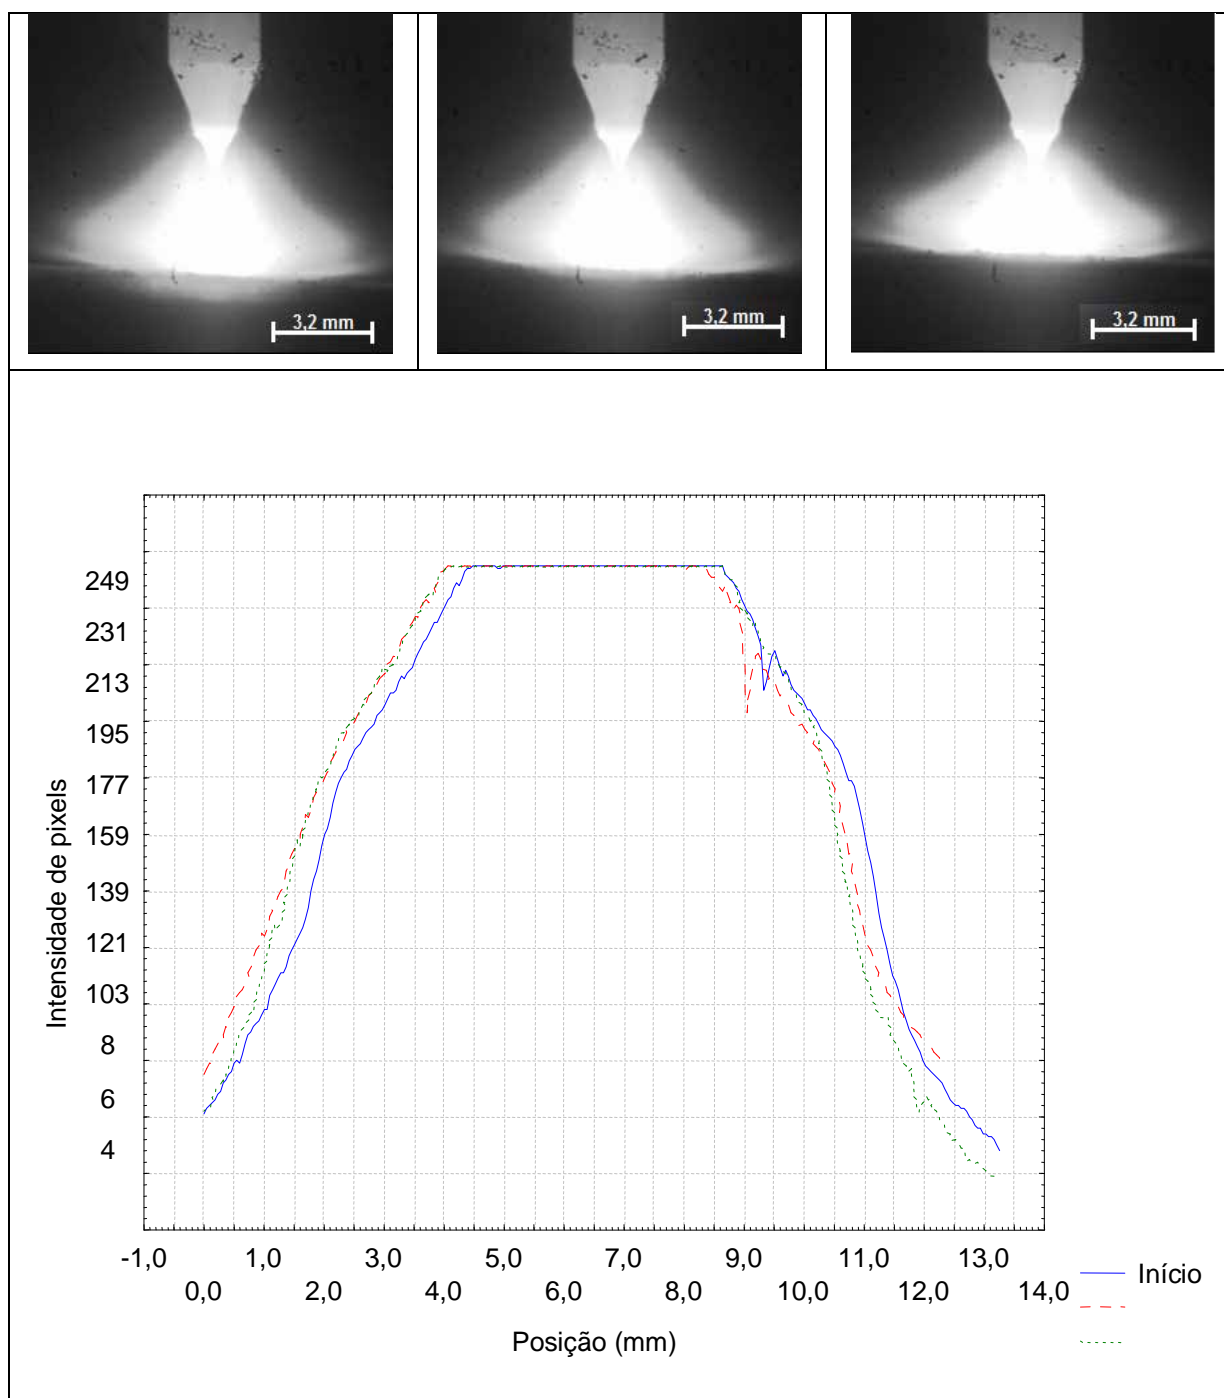 3,2 mm
3,2 mm
3,2 mm
249
231
213
195
177
159
139
121
103
8
6
4
Intensidade de pixels
-1,0 1,0 3,0 5,0 7,0 9,0 11,0 13,0
0,0 2,0 4,0 6,0 8,0 10,0 12,0 14,0
Posição (mm)
Início